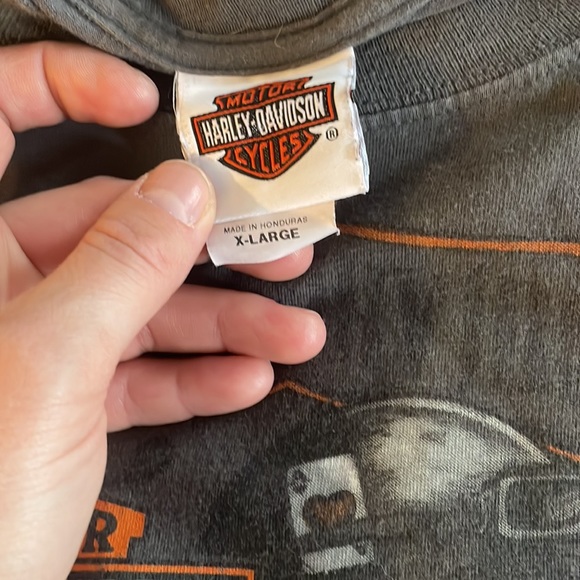 MOTOR
HARLEY-DAVIDSON
CYCLES
®
MADE IN HONDURAS
X-LARGE
R